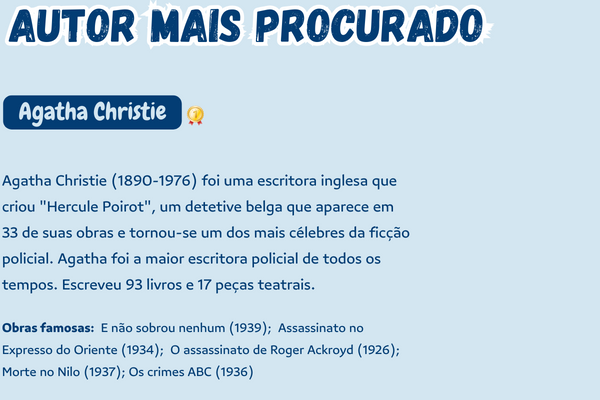 AUTOR MAIS PROCURADO
Agatha Christie
Agatha Christie (1890-1976) foi uma escritora inglesa que
criou "Hercule Poirot", um detetive belga que aparece em
33 de suas obras e tornou-se um dos mais célebres da ficção
policial. Agatha foi a maior escritora policial de todos os
tempos. Escreveu 93 livros e 17 peças teatrais.
Obras famosas: E não sobrou nenhum (1939); Assassinato no
Expresso do Oriente (1934); O assassinato de Roger Ackroyd (1926);
Morte no Nilo (1937); Os crimes ABC (1936)